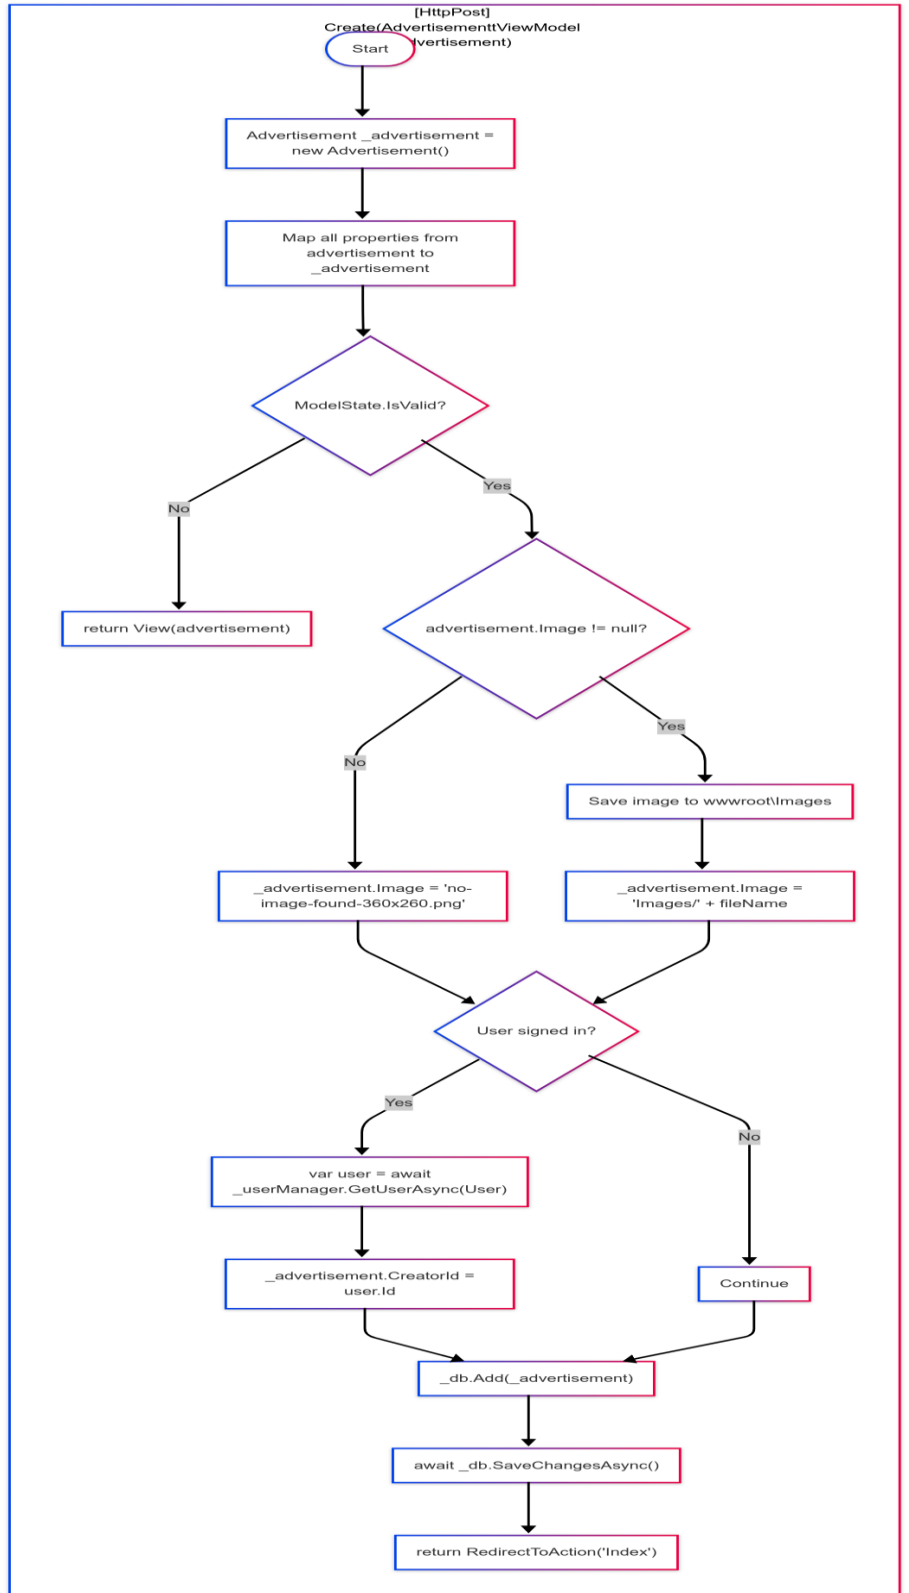 [HttpPost]
Create(AdvertisementtViewModel
dvertisement)
Start
Advertisement _advertisement =
new Advertisement()
Map all properties from
advertisement to
_advertisement
ModelState.IsValid?
No
Yes
return View(advertisement)
advertisement.Image != null?
No
Yes
Save image to wwwroot\Images
_advertisement.Image = 'no-
image-found-360x260.png'
_advertisement.Image =
'Images/' + fileName
User signed in?
Yes
No
var user = await
_userManager.GetUserAsync(User)
_advertisement.CreatorId =
user.Id
Continue
_db.Add(_advertisement)
await _db.SaveChangesAsync()
return RedirectToAction('Index')